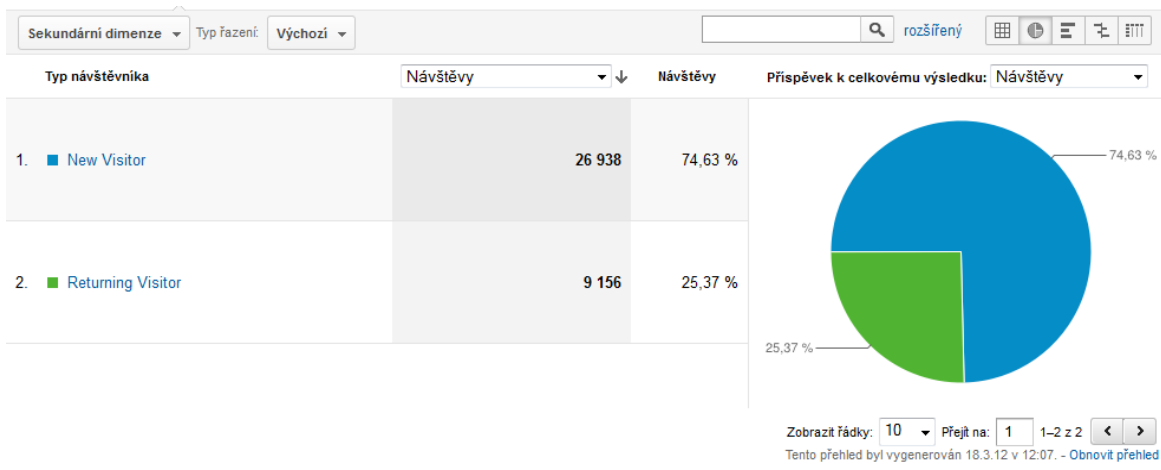 Sekundární dimenze Typ řazení: Výchozí rozšířený
Typ návštěvníka Návštěvy Návštěvy Příspěvek k celkovému výsledku: Návštěvy
1. New Visitor 26 938 74,63 % 74,63 %
2. Returning Visitor 9 156 25,37 %
25,37 %
Zobrazit řádky: 10 Přejít na: 1 1–2 z 2
Tento přehled byl vygenerován 18.3.12 v 12:07. - Obnovit přehled